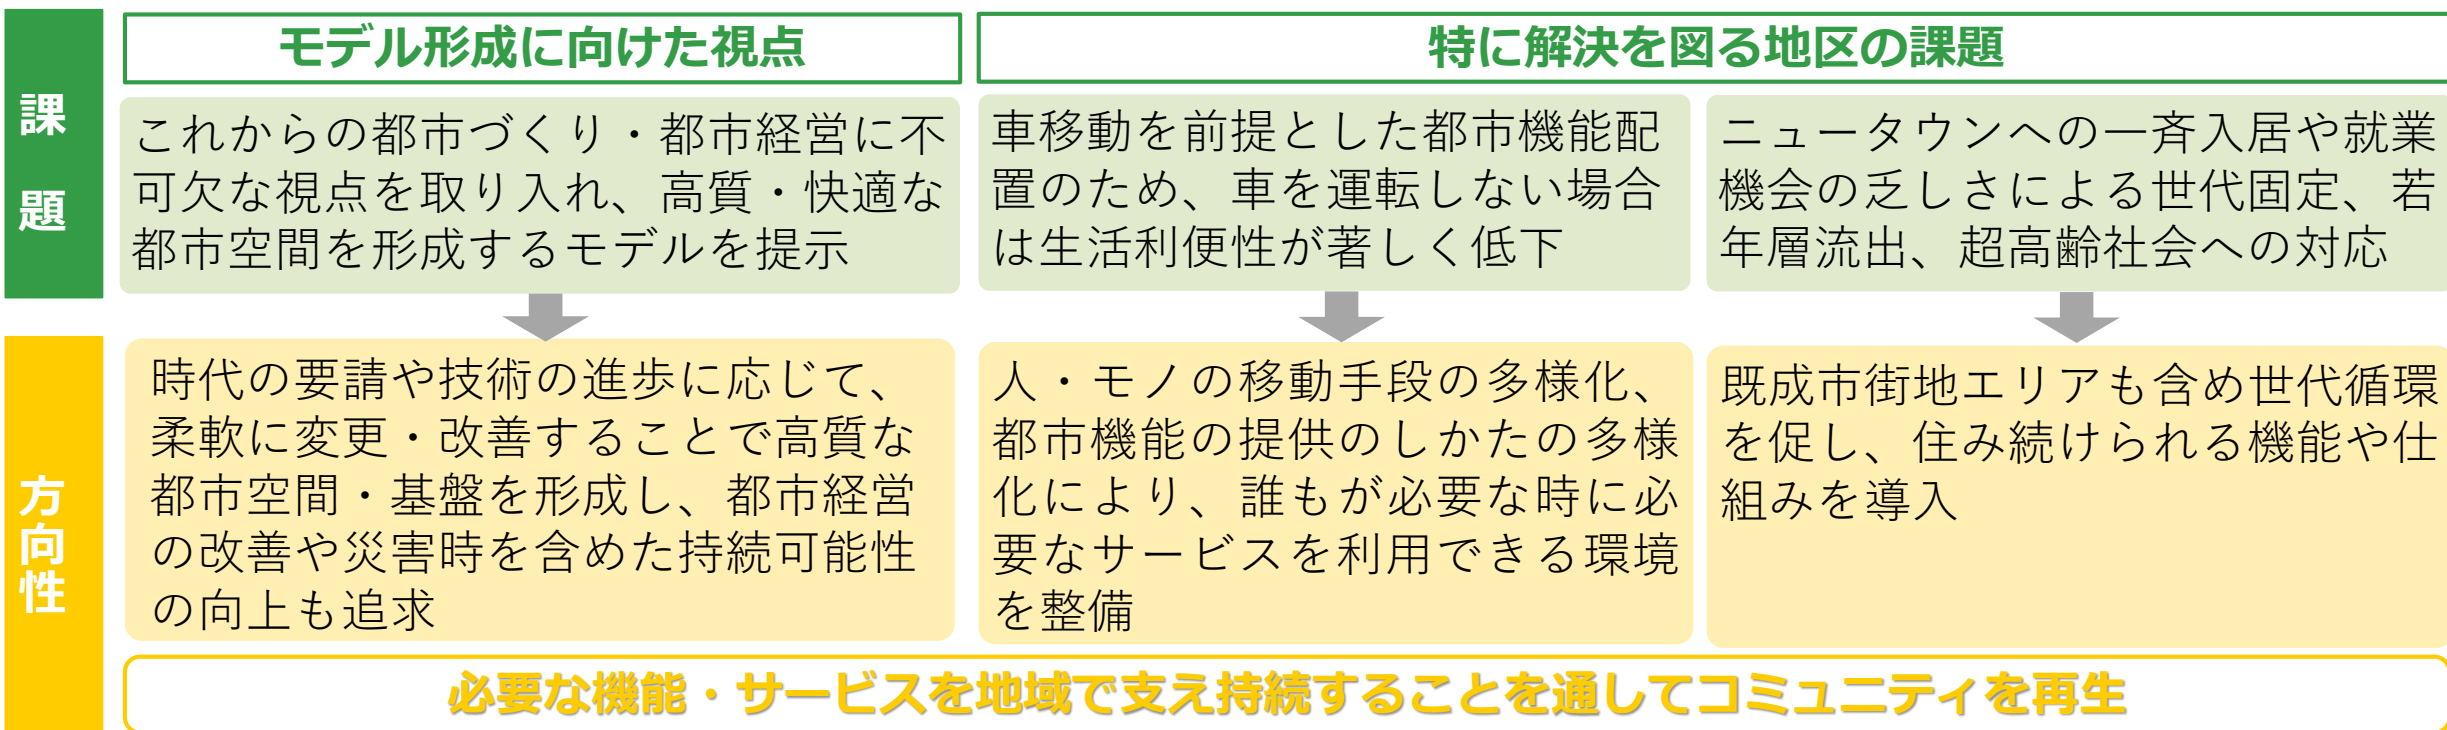 課題
モデル形成に向けた視点
特に解決を図る地区の課題
これからの都市づくり・都市経営に不
可欠な視点を取り入れ、高質・快適な
都市空間を形成するモデルを提示
車移動を前提とした都市機能配
置のため、車を運転しない場合
は生活利便性が著しく低下
ニュータウンへの一斉入居や就業
機会の乏しさによる世代固定、若
年層流出、超高齢社会への対応
方向性
時代の要請や技術の進歩に応じて、
柔軟に変更・改善することで高質な
都市空間・基盤を形成し、都市経営
の改善や災害時を含めた持続可能性
の向上も追求
人・モノの移動手段の多様化、
都市機能の提供のしかたの多様
化により、誰もが必要な時に必
要なサービスを利用できる環境
を整備
既成市街地エリアも含め世代循環
を促し、住み続けられる機能や仕
組みを導入
必要な機能・サービスを地域で支え持続することを通してコミュニティを再生